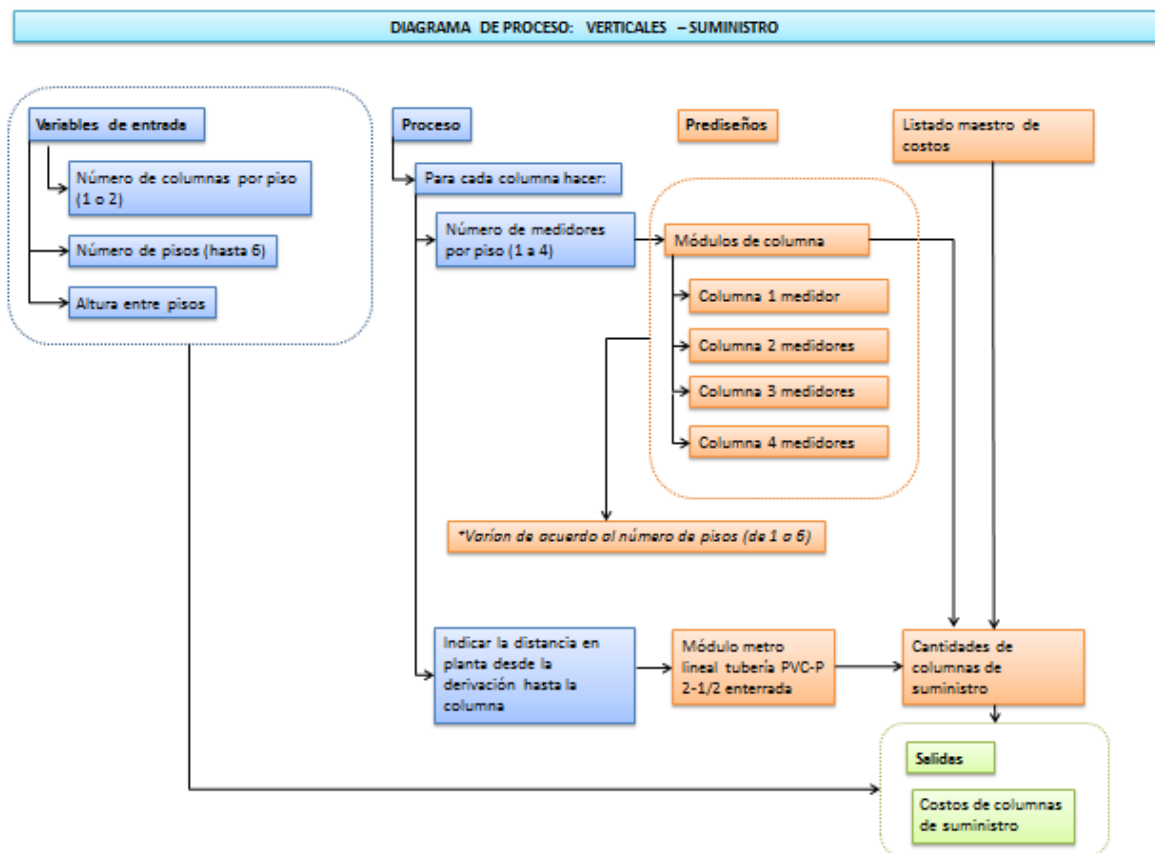 DIAGRAMA DE PROCESO: VERTICALES – SUMINISTRO
Variables de entrada
Número de columnas por piso
(1 o 2)
Número de pisos (hasta 6)
Altura entre pisos
Proceso
Para cada columna hacer:
Número de medidores
por piso (1 a 4)
Indicar la distancia en
planta desde la
derivación hasta la
columna
Prediseños
Módulos de columna
Columna 1 medidor
Columna 2 medidores
Columna 3 medidores
Columna 4 medidores
*Varían de acuerdo al número de pisos (de 1 a 6)
Módulo metro
lineal tubería PVC-P
2-1/2 enterrada
Listado maestro de
costos
Cantidades de
columnas de
suministro
Salidas
Costos de columnas
de suministro